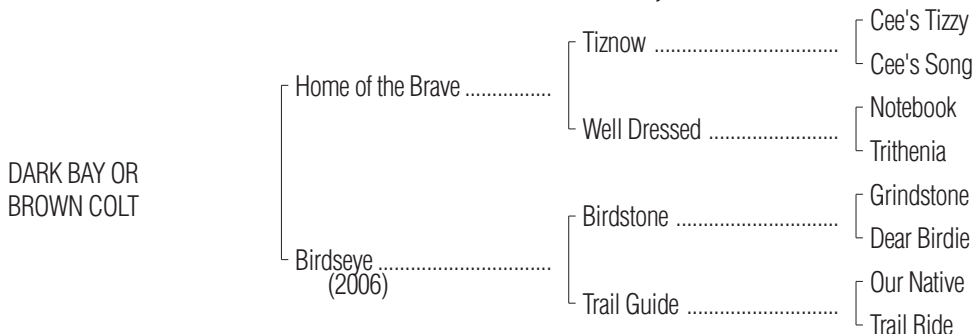 Cee's Tizzy
Tiznow ..................................
Cee's Song
Home of the Brave ................
Notebook
Well Dressed ........................
Trithenia
DARK BAY OR
BROWN COLT
Grindstone
Birdstone ..............................
Dear Birdie
Birdseye ................................
(2006)
Our Native
Trail Guide ............................
Trail Ride